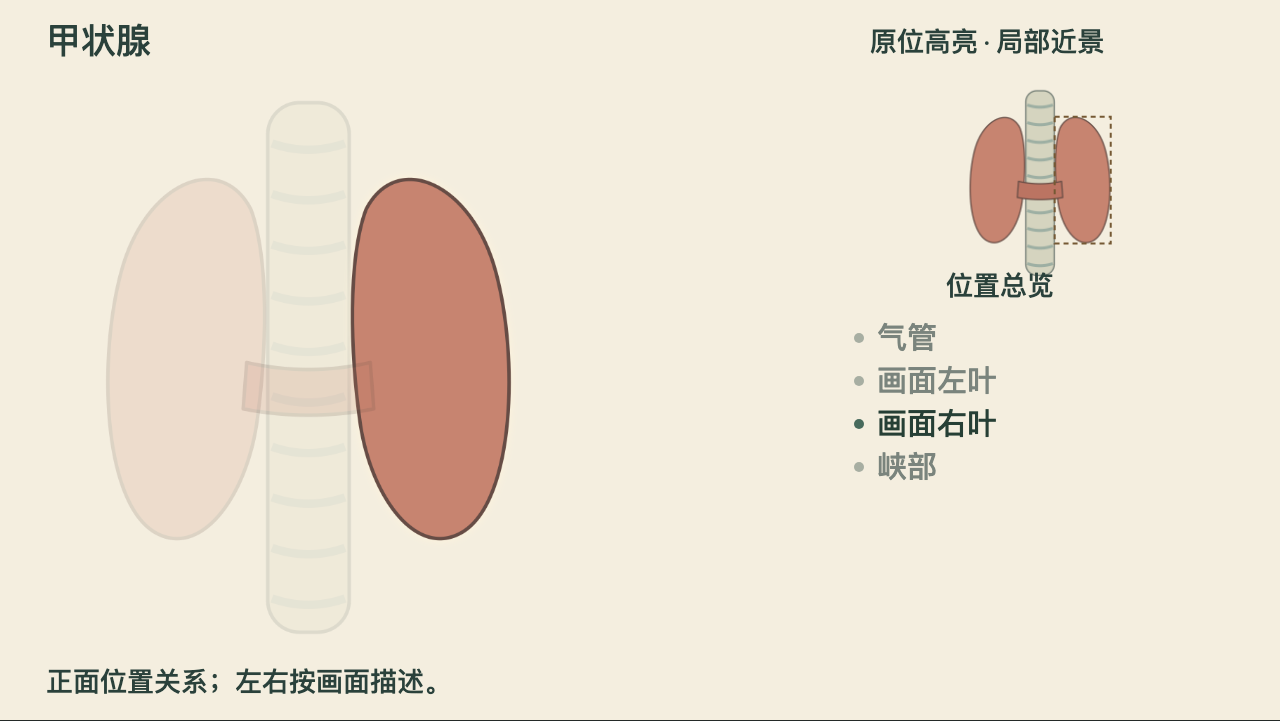 甲状腺
原位高亮 · 局部近景
位置总览
气管
画面左叶
画面右叶
峡部
正面位置关系；左右按画面描述。